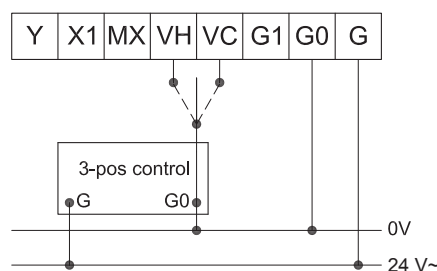 Y X1 MX VH VC G1 G0 G
3-pos control
G G0
0V
24 V~